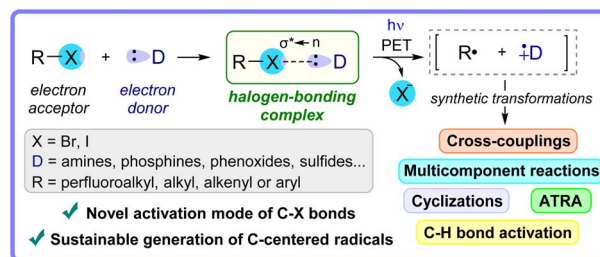 R–X + :D
electron acceptor
electron donor
σ* ← n
R–X---:D
halogen-bonding complex
hν
PET
X⁻
[ R• + •+D ]
synthetic transformations
X = Br, I
D = amines, phosphines, phenoxides, sulfides...
R = perfluoroalkyl, alkyl, alkenyl or aryl
✓ Novel activation mode of C-X bonds
✓ Sustainable generation of C-centered radicals
Cross-couplings
Multicomponent reactions
Cyclizations
ATRA
C-H bond activation